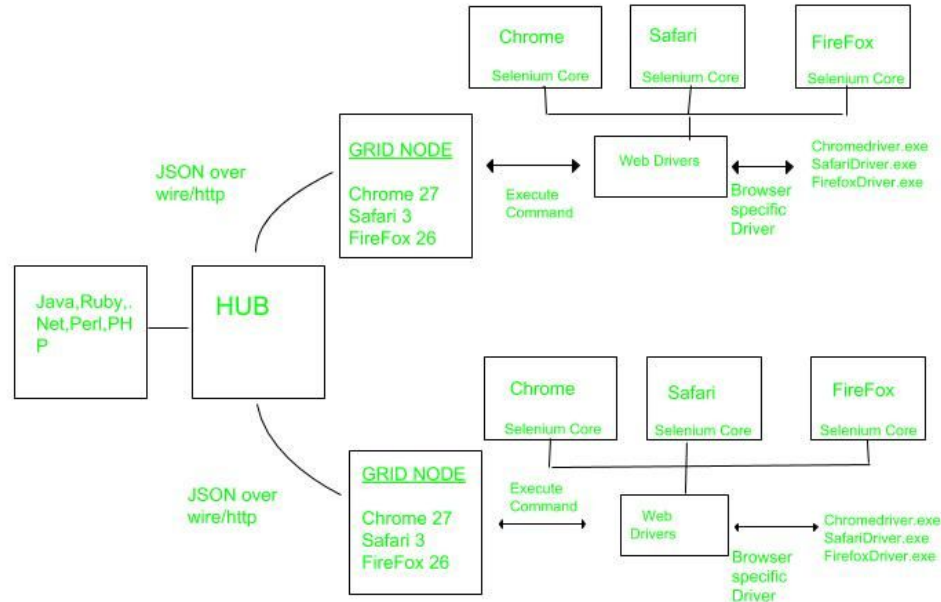 Chrome
Selenium Core
Safari
Selenium Core
FireFox
Selenium Core
JSON over
wire/http
GRID NODE
Chrome 27
Safari 3
FireFox 26
Execute
Command
Web Drivers
Browser
specific
Driver
Chromedriver.exe
SafariDriver.exe
FirefoxDriver.exe
Java,Ruby,.
Net,Perl,PH
P
HUB
Chrome
Selenium Core
Safari
Selenium Core
FireFox
Selenium Core
JSON over
wire/http
GRID NODE
Chrome 27
Safari 3
FireFox 26
Execute
Command
Web
Drivers
Browser
specific
Driver
Chromedriver.exe
SafariDriver.exe
FirefoxDriver.exe